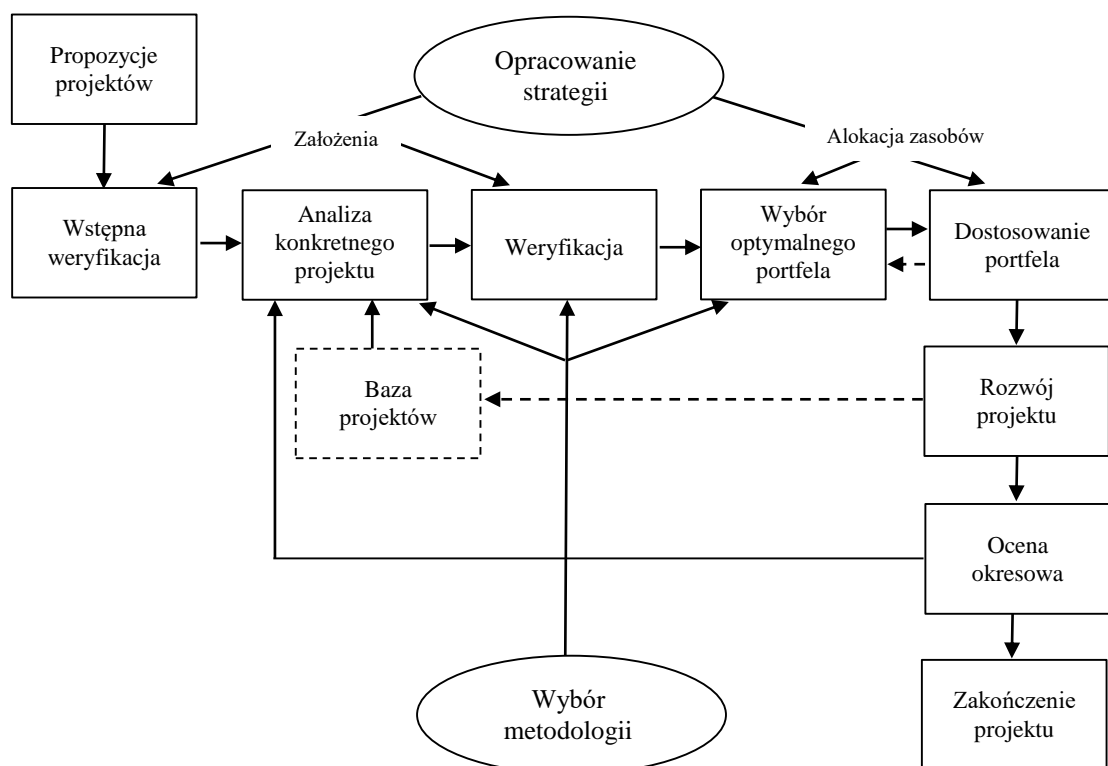 Propozycje
projektów
Opracowanie
strategii
Założenia
Alokacja zasobów
Wstępna
weryfikacja
Analiza
konkretnego
projektu
Weryfikacja
Wybór
optymalnego
portfela
Dostosowanie
portfela
Baza
projektów
Rozwój
projektu
Ocena
okresowa
Wybór
metodologii
Zakończenie
projektu